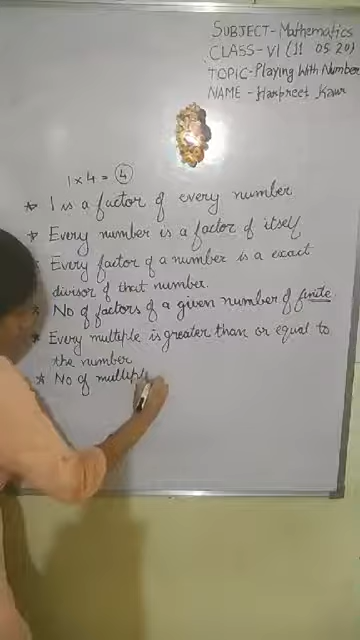 SUBJECT-Mathematics
CLASS-VI (11 05 20)
TOPIC-Playing With Number
NAME - Harpreet Kaur
1 x 4 = 4
* 1 is a factor of every number
* Every number is a factor of itself
* Every factor of a number is a exact
divisor of that number.
* No of factors of a given number of finite.
* Every multiple is greater than or equal to
the number
* No of multipl